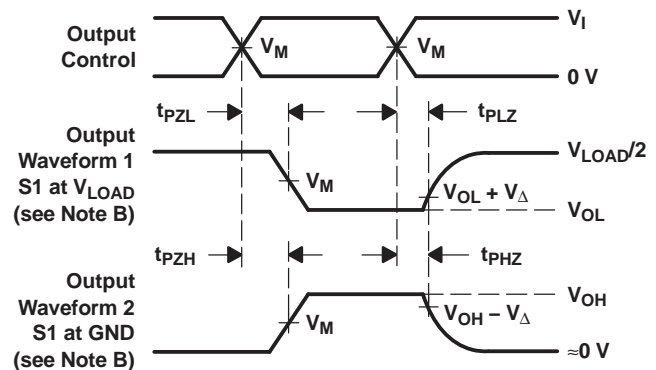 Output
Control
V_M
V_M
V_I
0 V
t_PZL
t_PLZ
Output
Waveform 1
S1 at V_LOAD
(see Note B)
V_M
V_LOAD/2
V_OL + V_Δ
V_OL
t_PZH
t_PHZ
Output
Waveform 2
S1 at GND
(see Note B)
V_M
V_OH
V_OH − V_Δ
≈0 V